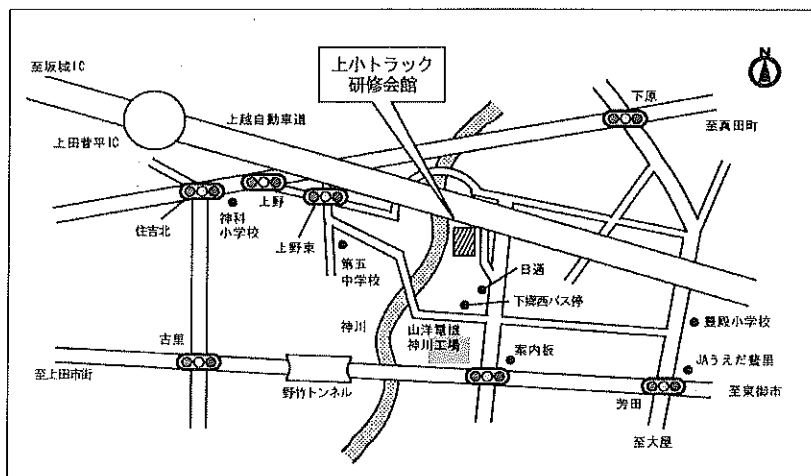 上小トラック
研修会館
N
至坂城IC
下原
上越自動車道
至真田町
上田菅平IC
上野
住吉北
神科
小学校
上野東
第五
中学校
日通
下郷西バス停
神川
山洋電機
神川工場
豊殿小学校
古里
案内板
JAうえだ豊里
至上田市街
野竹トンネル
芳田
至東御市
至大屋